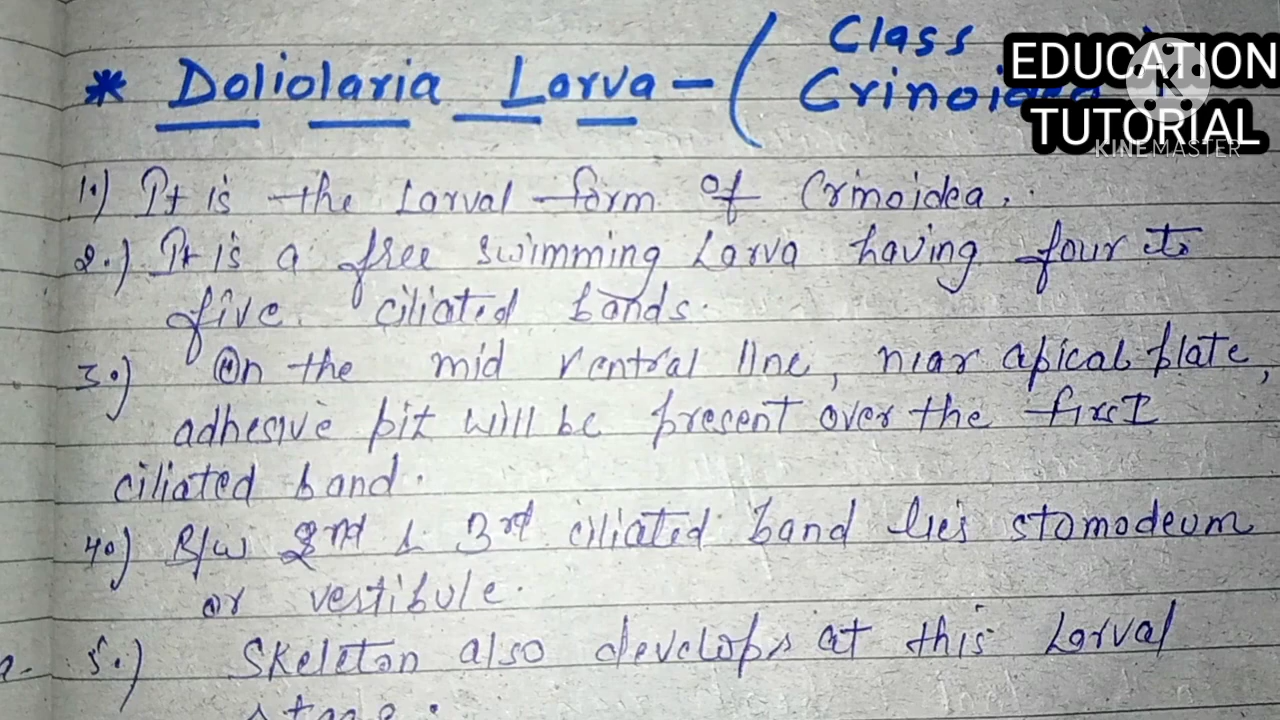 * Doliolaria Larva - ( Class
Crinoidea
EDUCATION
TUTORIAL
K
KINEMASTER
1.) It is the Larval form of Crinoidea.
2.) It is a free swimming Larva having four to
five ciliated bands.
3.) On the mid ventral line, near apical plate,
adhesive pit will be present over the first
ciliated band.
4.) B/w 2nd & 3rd ciliated band lies stomodeum
or vestibule.
5.) Skeleton also develops at this Larval
stage.